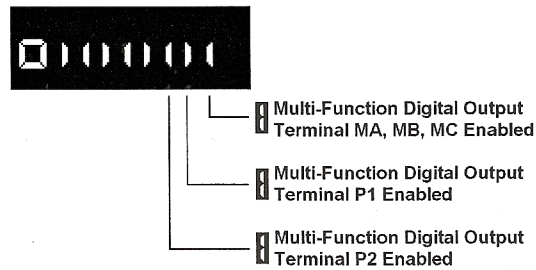 Multi-Function Digital Output
Terminal MA, MB, MC Enabled
Multi-Function Digital Output
Terminal P1 Enabled
Multi-Function Digital Output
Terminal P2 Enabled